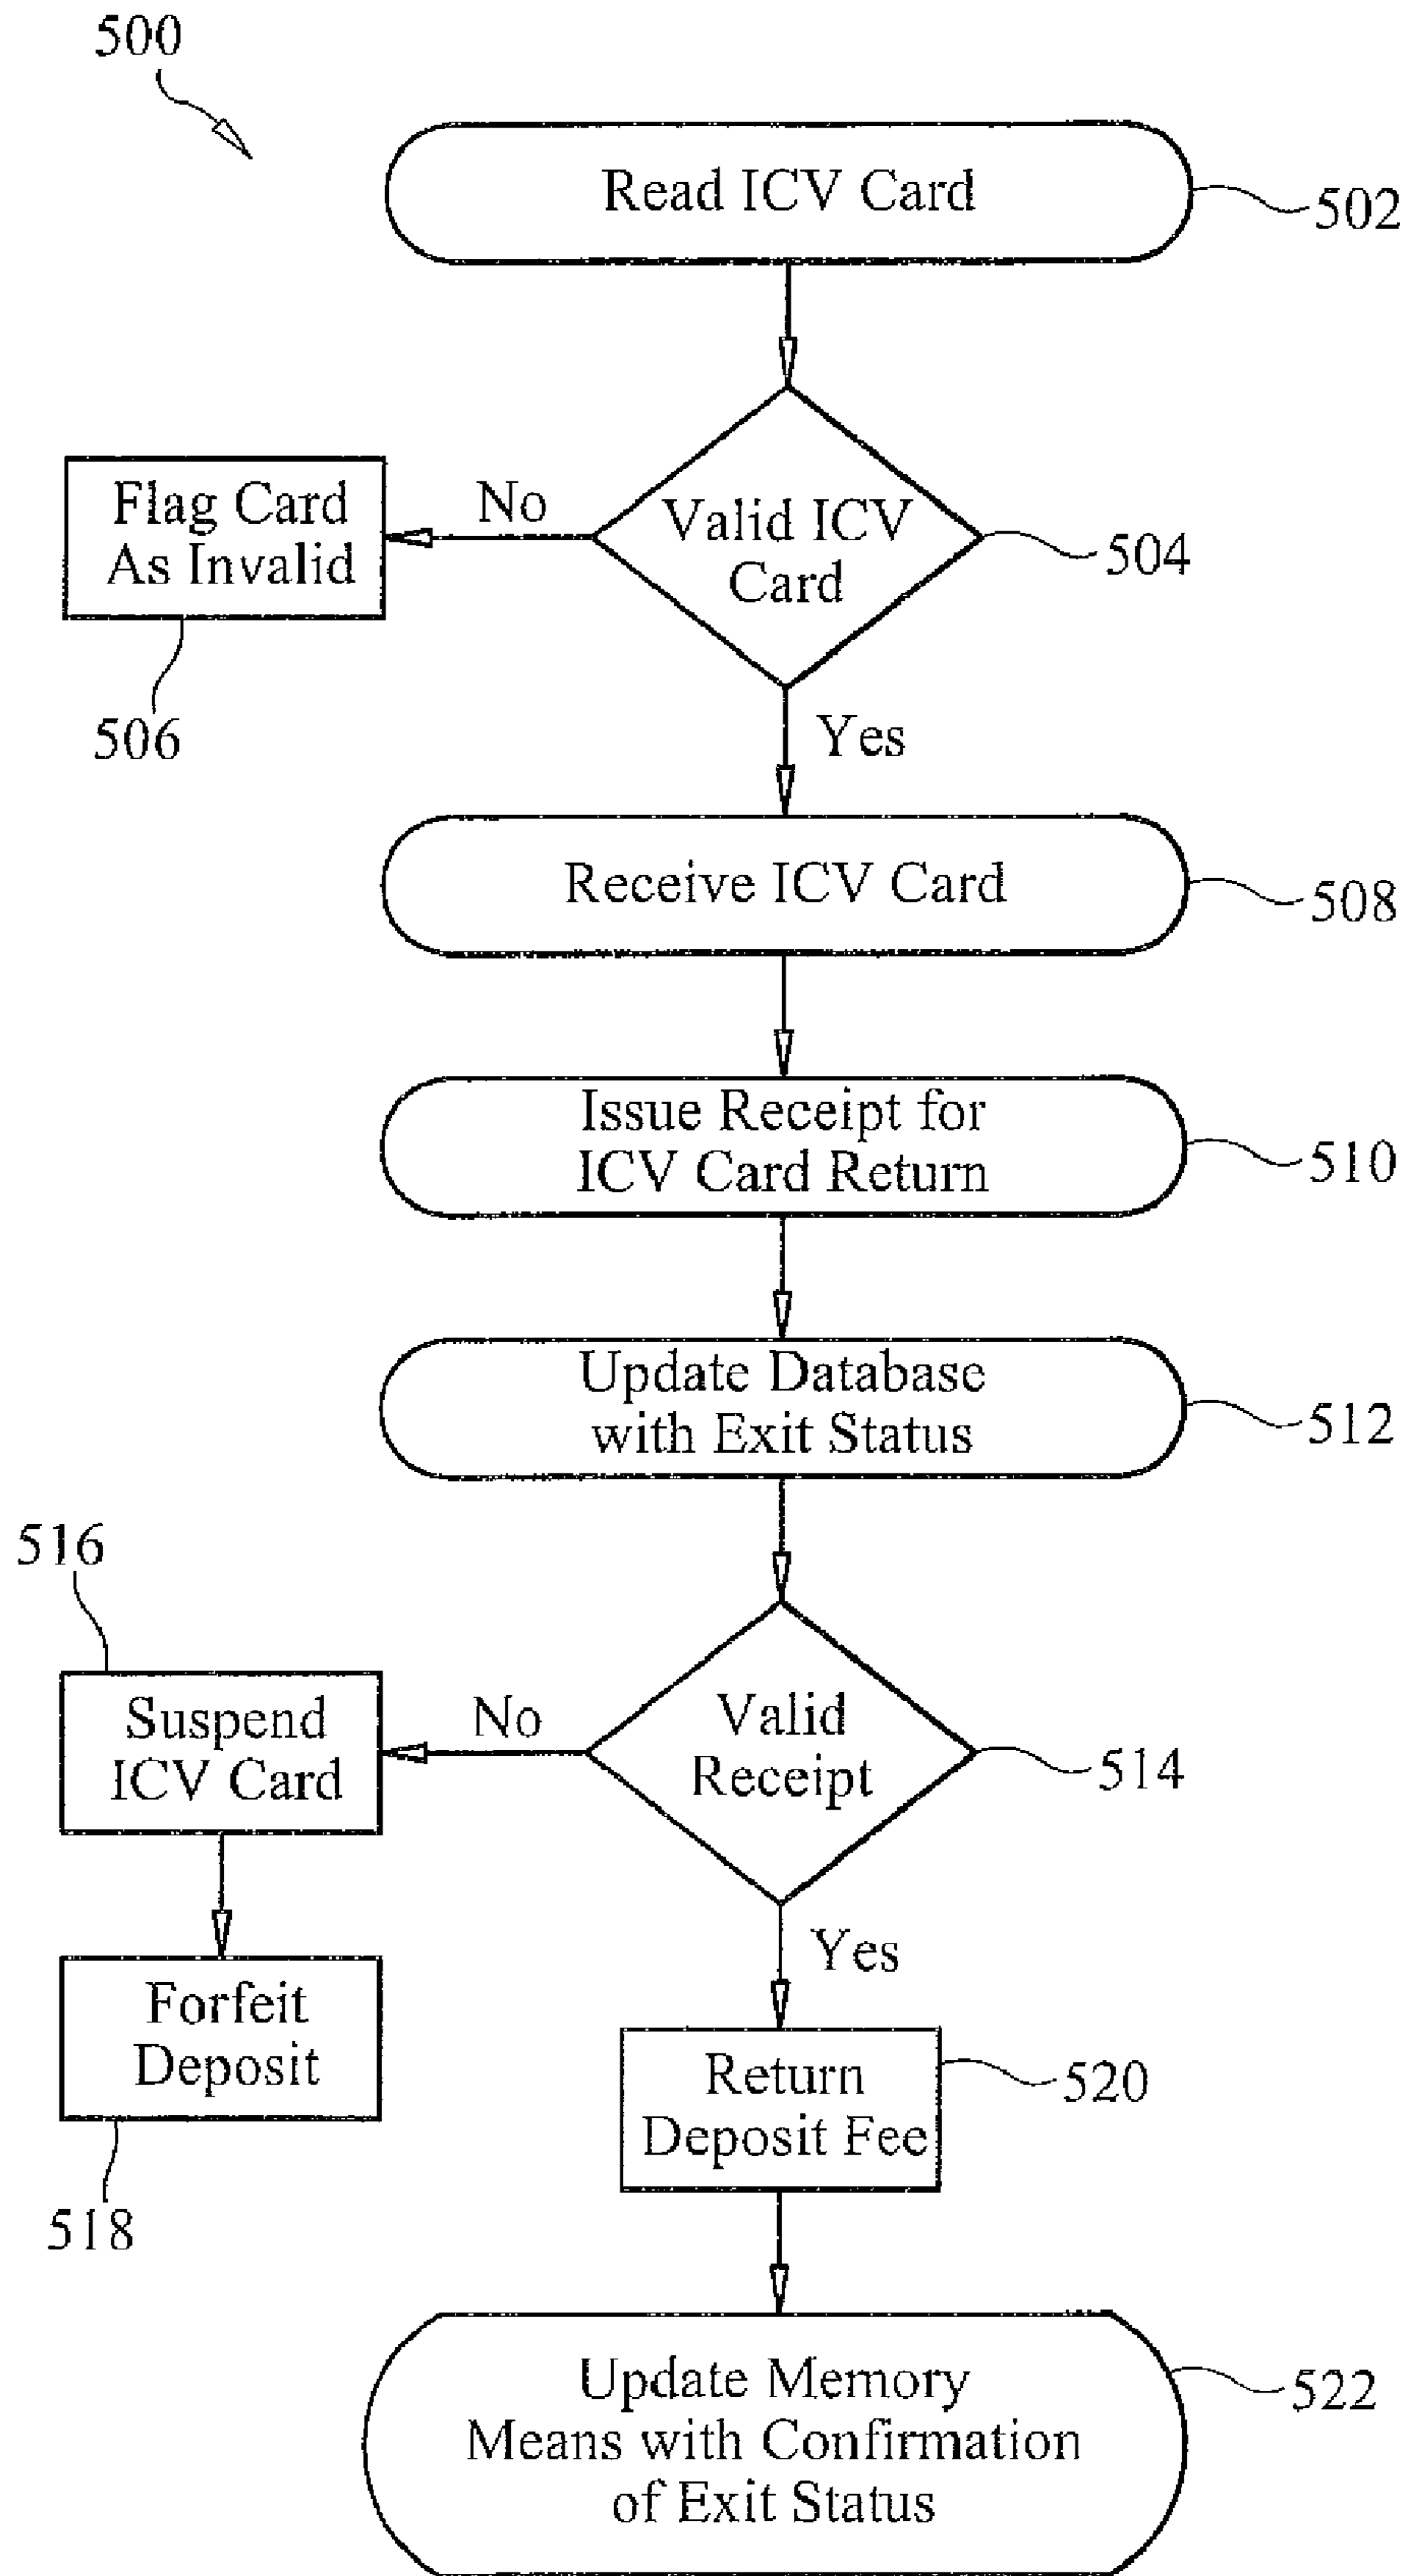 500
Read ICV Card
502
Flag Card
As Invalid
No
Valid ICV
Card
504
506
Yes
Receive ICV Card
508
Issue Receipt for
ICV Card Return
510
Update Database
with Exit Status
512
516
Suspend
ICV Card
No
Valid
Receipt
514
Yes
Forfeit
Deposit
518
Return
Deposit Fee
520
Update Memory
Means with Confirmation
of Exit Status
522